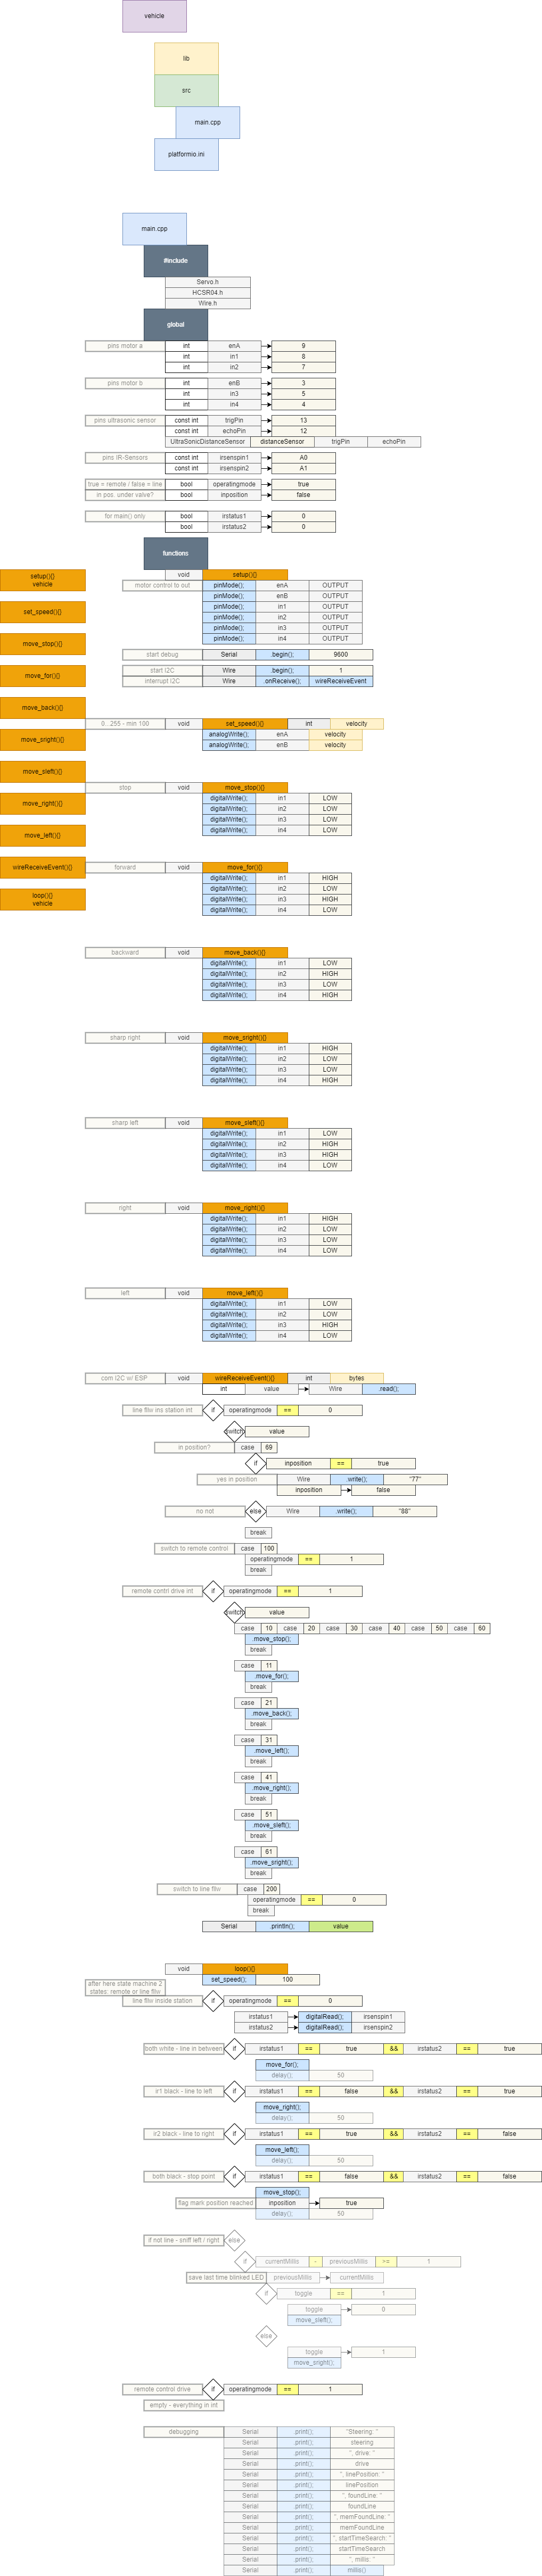 vehicle
lib
src
main.cpp
platformio.ini
main.cpp
#include
Servo.h
HCSR04.h
Wire.h
global
pins motor a int enA 9
int in1 8
int in2 7
pins motor b int enB 3
int in3 5
int in4 4
pins ultrasonic sensor const int trigPin 13
const int echoPin 12
UltraSonicDistanceSensor distanceSensor trigPin echoPin
pins IR-Sensors const int irsenspin1 A0
const int irsenspin2 A1
true = remote / false = line bool operatingmode true
in pos. under valve? bool inposition false
for main() only bool irstatus1 0
bool irstatus2 0
functions
setup(){}
vehicle
set_speed(){}
move_stop(){}
move_for(){}
move_back(){}
move_sright(){}
move_sleft(){}
move_right(){}
move_left(){}
wireReceiveEvent(){}
loop(){}
vehicle
void setup(){}
motor control to out pinMode(); enA OUTPUT
pinMode(); enB OUTPUT
pinMode(); in1 OUTPUT
pinMode(); in2 OUTPUT
pinMode(); in3 OUTPUT
pinMode(); in4 OUTPUT
start debug Serial .begin(); 9600
start I2C Wire .begin(); 1
interrupt I2C Wire .onReceive(); wireReceiveEvent
0...255 - min 100 void set_speed(){} int velocity
analogWrite(); enA velocity
analogWrite(); enB velocity
stop void move_stop(){}
digitalWrite(); in1 LOW
digitalWrite(); in2 LOW
digitalWrite(); in3 LOW
digitalWrite(); in4 LOW
forward void move_for(){}
digitalWrite(); in1 HIGH
digitalWrite(); in2 LOW
digitalWrite(); in3 HIGH
digitalWrite(); in4 LOW
backward void move_back(){}
digitalWrite(); in1 LOW
digitalWrite(); in2 HIGH
digitalWrite(); in3 LOW
digitalWrite(); in4 HIGH
sharp right void move_sright(){}
digitalWrite(); in1 HIGH
digitalWrite(); in2 LOW
digitalWrite(); in3 LOW
digitalWrite(); in4 HIGH
sharp left void move_sleft(){}
digitalWrite(); in1 LOW
digitalWrite(); in2 HIGH
digitalWrite(); in3 HIGH
digitalWrite(); in4 LOW
right void move_right(){}
digitalWrite(); in1 HIGH
digitalWrite(); in2 LOW
digitalWrite(); in3 LOW
digitalWrite(); in4 LOW
left void move_left(){}
digitalWrite(); in1 LOW
digitalWrite(); in2 LOW
digitalWrite(); in3 HIGH
digitalWrite(); in4 LOW
com I2C w/ ESP void wireReceiveEvent(){} int bytes
int value Wire .read();
line fllw ins station int if operatingmode == 0
switch value
in position? case 69
if inposition == true
yes in position Wire .write(); "77"
inposition false
no not else Wire .write(); "88"
break
switch to remote control case 100
operatingmode == 1
break
remote contrl drive int if operatingmode == 1
switch value
case 10 case 20 case 30 case 40 case 50 case 60
.move_stop();
break
case 11
.move_for();
break
case 21
.move_back();
break
case 31
.move_left();
break
case 41
.move_right();
break
case 51
.move_sleft();
break
case 61
.move_sright();
break
switch to line fllw case 200
operatingmode == 0
break
Serial .println(); value
void loop(){}
set_speed(); 100
after here state machine 2
states: remote or line fllw
line fllw inside station if operatingmode == 0
irstatus1 digitalRead(); irsenspin1
irstatus2 digitalRead(); irsenspin2
both white - line in between if irstatus1 == true && irstatus2 == true
move_for();
delay(); 50
ir1 black - line to left if irstatus1 == false && irstatus2 == true
move_right();
delay(); 50
ir2 black - line to right if irstatus1 == true && irstatus2 == false
move_left();
delay(); 50
both black - stop point if irstatus1 == false && irstatus2 == false
move_stop();
flag mark position reached inposition true
delay(); 50
if not line - sniff left / right else
if currentMillis - previousMillis >= 1
save last time blinked LED previousMillis currentMillis
if toggle == 1
toggle 0
move_sleft();
else
toggle 1
move_sright();
remote control drive if operatingmode == 1
empty - everything in int
debugging Serial print(); "Steering: "
Serial print(); steering
Serial print(); ", drive: "
Serial print(); drive
Serial print(); ", linePosition: "
Serial print(); linePosition
Serial print(); ", foundLine: "
Serial print(); foundLine
Serial print(); ", memFoundLine: "
Serial print(); memFoundLine
Serial print(); ", startTimeSearch: "
Serial print(); startTimeSearch
Serial print(); ", millis: "
Serial print(); millis()